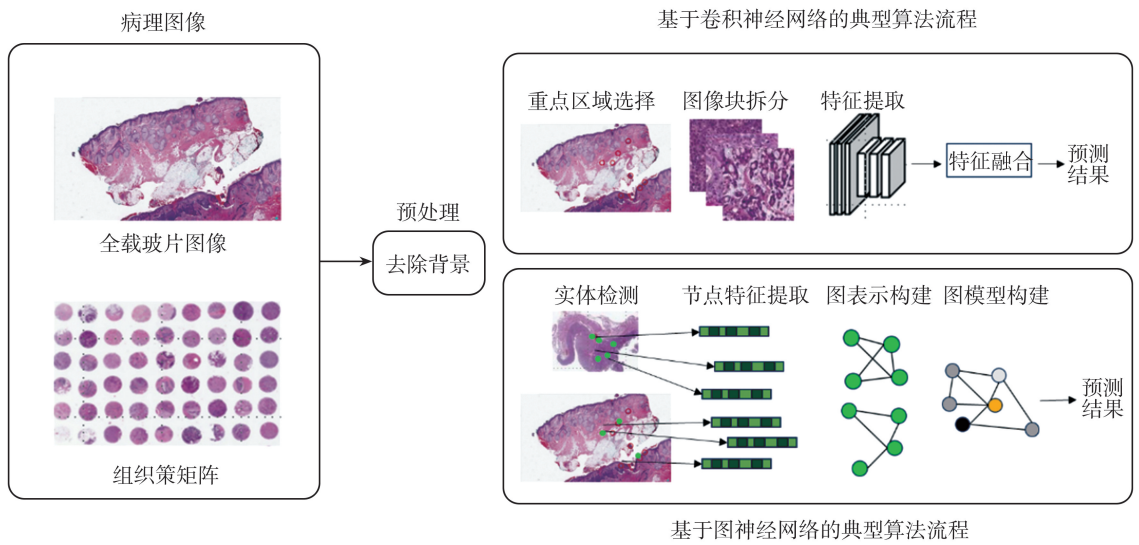 病理图像
全载玻片图像
组织策矩阵
预处理
去除背景
基于卷积神经网络的典型算法流程
重点区域选择
图像块拆分
特征提取
特征融合
预测
结果
实体检测
节点特征提取
图表示构建
图模型构建
预测
结果
基于图神经网络的典型算法流程